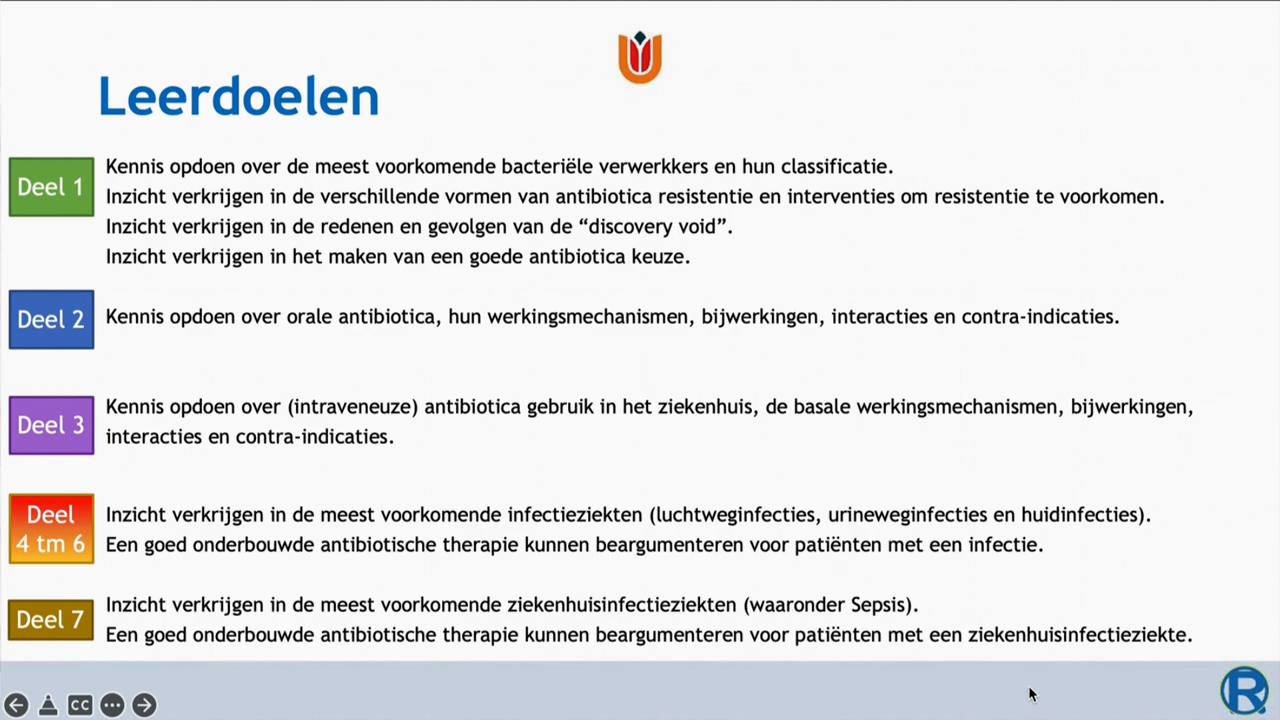 Leerdoelen
Deel 1
Kennis opdoen over de meest voorkomende bacteriële verwerkkers en hun classificatie.
Inzicht verkrijgen in de verschillende vormen van antibiotica resistentie en interventies om resistentie te voorkomen.
Inzicht verkrijgen in de redenen en gevolgen van de “discovery void”.
Inzicht verkrijgen in het maken van een goede antibiotica keuze.
Deel 2
Kennis opdoen over orale antibiotica, hun werkingsmechanismen, bijwerkingen, interacties en contra-indicaties.
Deel 3
Kennis opdoen over (intraveneuze) antibiotica gebruik in het ziekenhuis, de basale werkingsmechanismen, bijwerkingen,
interacties en contra-indicaties.
Deel
4 tm 6
Inzicht verkrijgen in de meest voorkomende infectieziekten (luchtweginfecties, urineweginfecties en huidinfecties).
Een goed onderbouwde antibiotische therapie kunnen beargumenteren voor patiënten met een infectie.
Deel 7
Inzicht verkrijgen in de meest voorkomende ziekenhuisinfectieziekten (waaronder Sepsis).
Een goed onderbouwde antibiotische therapie kunnen beargumenteren voor patiënten met een ziekenhuisinfectieziekte.
CC
R